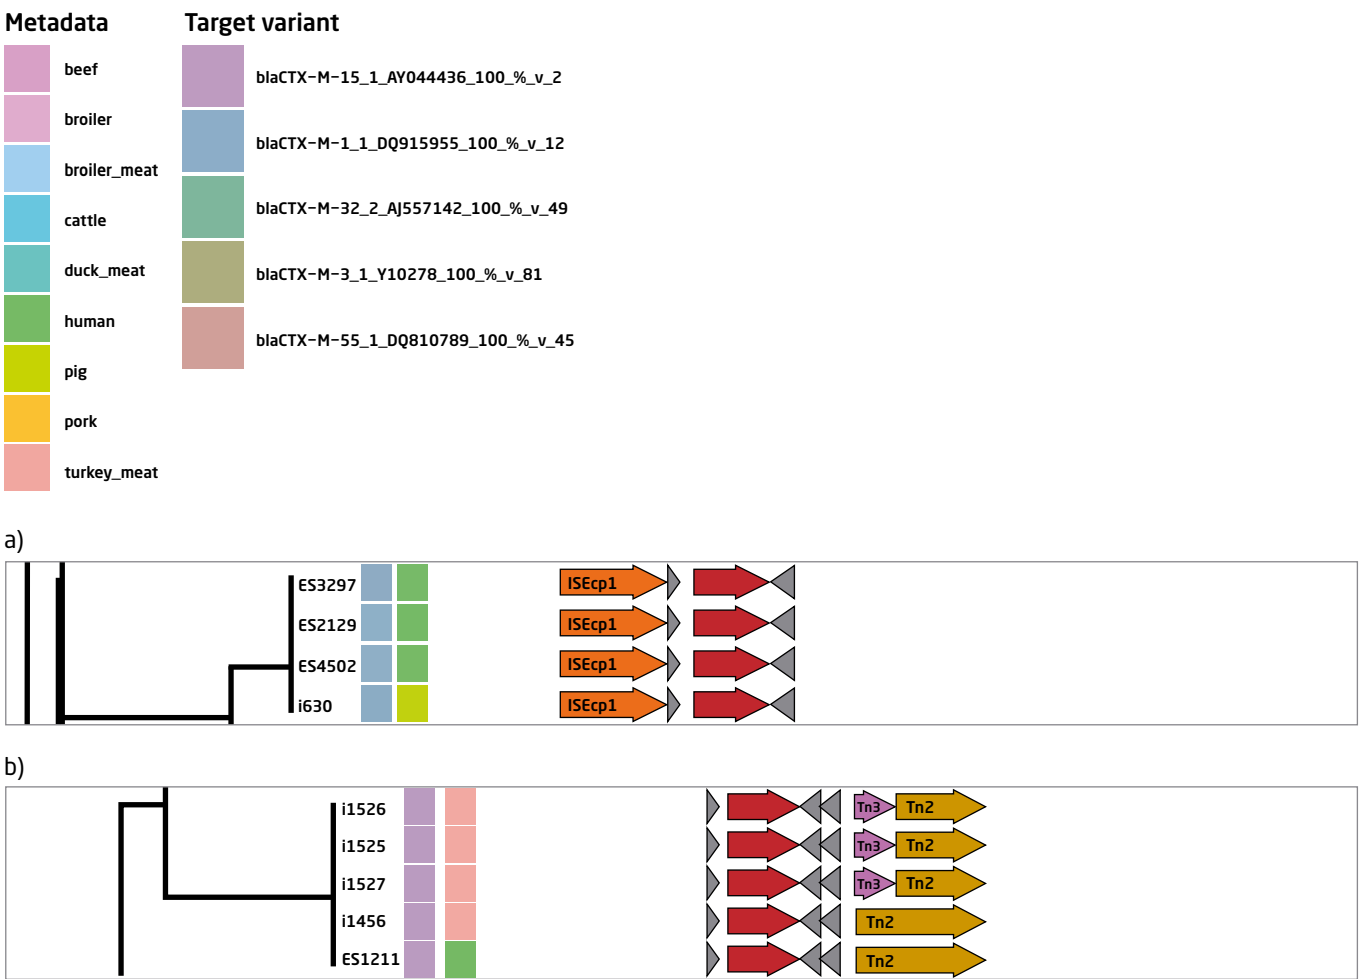 Metadata
beef
broiler
broiler_meat
cattle
duck_meat
human
pig
pork
turkey_meat
Target variant
blaCTX-M-15_1_AY044436_100_%_v_2
blaCTX-M-1_1_DQ915955_100_%_v_12
blaCTX-M-32_2_AJ557142_100_%_v_49
blaCTX-M-3_1_Y10278_100_%_v_81
blaCTX-M-55_1_DQ810789_100_%_v_45
a)
ES3297 ISEcp1
ES2129 ISEcp1
ES4502 ISEcp1
i630 ISEcp1
b)
i1526 Tn3 Tn2
i1525 Tn3 Tn2
i1527 Tn3 Tn2
i1456 Tn2
ES1211 Tn2